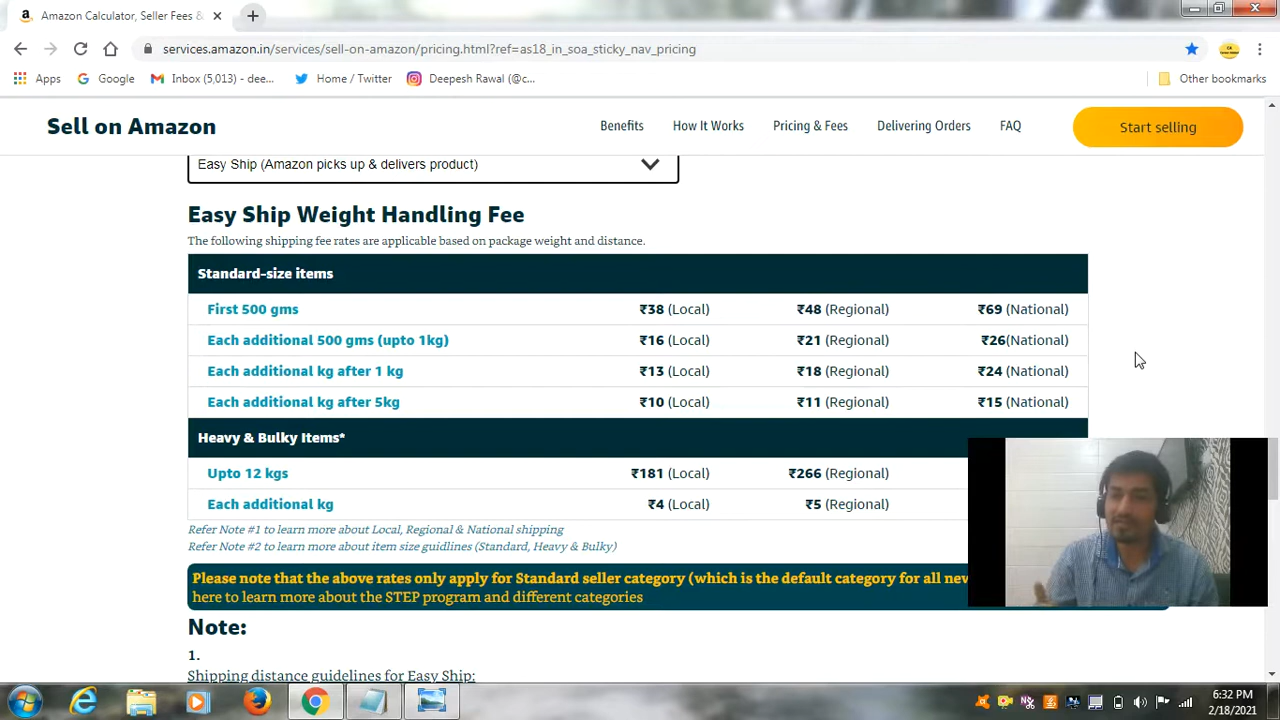 Amazon Calculator, Seller Fees &
services.amazon.in/services/sell-on-amazon/pricing.html?ref=as18_in_soa_sticky_nav_pricing
Apps Google Inbox (5,013) - dee... Home / Twitter Deepesh Rawal (@c... Other bookmarks
Sell on Amazon Benefits How It Works Pricing & Fees Delivering Orders FAQ Start selling
Easy Ship (Amazon picks up & delivers product)
Easy Ship Weight Handling Fee
The following shipping fee rates are applicable based on package weight and distance.
Standard-size items
First 500 gms ₹38 (Local) ₹48 (Regional) ₹69 (National)
Each additional 500 gms (upto 1kg) ₹16 (Local) ₹21 (Regional) ₹26(National)
Each additional kg after 1 kg ₹13 (Local) ₹18 (Regional) ₹24 (National)
Each additional kg after 5kg ₹10 (Local) ₹11 (Regional) ₹15 (National)
Heavy & Bulky Items*
Upto 12 kgs ₹181 (Local) ₹266 (Regional)
Each additional kg ₹4 (Local) ₹5 (Regional)
Refer Note #1 to learn more about Local, Regional & National shipping
Refer Note #2 to learn more about item size guidlines (Standard, Heavy & Bulky)
Please note that the above rates only apply for Standard seller category (which is the default category for all new
here to learn more about the STEP program and different categories
Note:
1.
Shipping distance guidelines for Easy Ship:
6:32 PM
2/18/2021